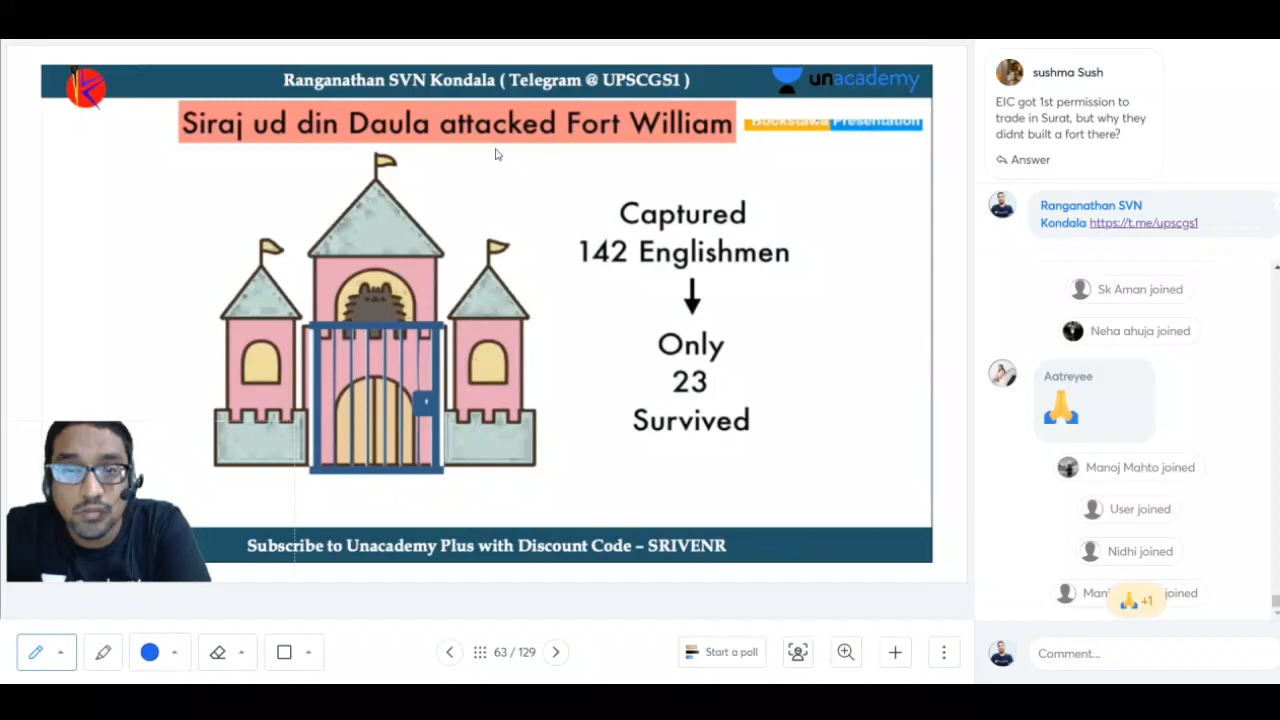 Ranganathan SVN Kondala ( Telegram @ UPSCGS1 )
unacademy
Siraj ud din Daula attacked Fort William
Presentation
Captured
142 Englishmen
Only
23
Survived
Subscribe to Unacademy Plus with Discount Code – SRIVENR
63 / 129
Start a poll
sushma Sush
EIC got 1st permission to
trade in Surat, but why they
didnt built a fort there?
Answer
Ranganathan SVN
Kondala https://t.me/upscgs1
Sk Aman joined
Neha ahuja joined
Aatreyee
Manoj Mahto joined
User joined
Nidhi joined
joined
+1
Comment...